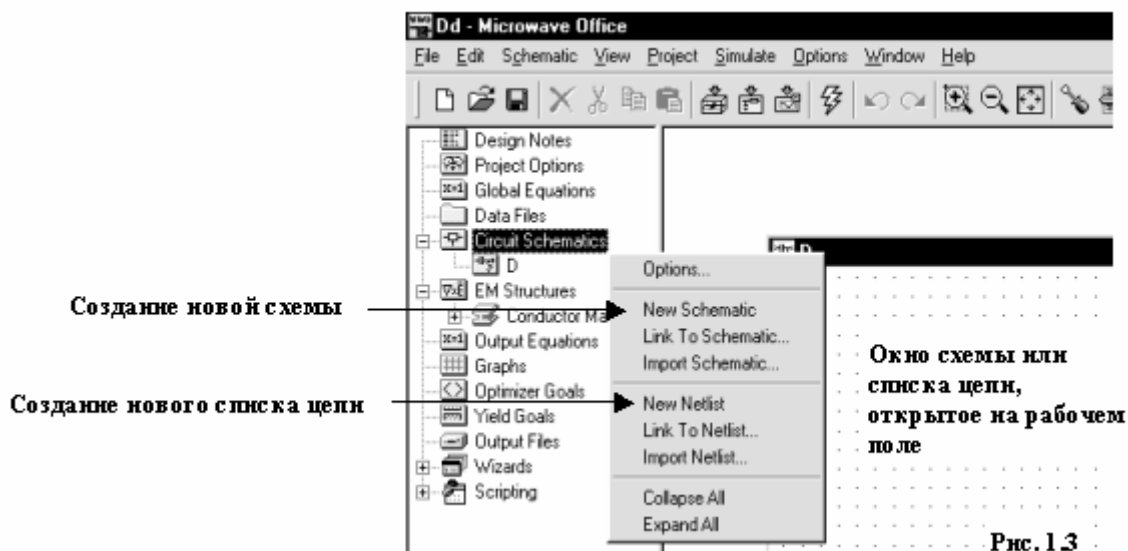 Dd - Microwave Office
File Edit Schematic View Project Simulate Options Window Help
Design Notes
Project Options
Global Equations
Data Files
Circuit Schematics
D
EM Structures
Conductor Ma
Output Equations
Graphs
Optimizer Goals
Yield Goals
Output Files
Wizards
Scripting
D
Options...
New Schematic
Link To Schematic...
Import Schematic...
New Netlist
Link To Netlist...
Import Netlist...
Collapse All
Expand All
Создание новой схемы
Создание нового списка цепи
Окно схемы или
списка цепи,
открытое на рабочем
поле
Рис. 1.3